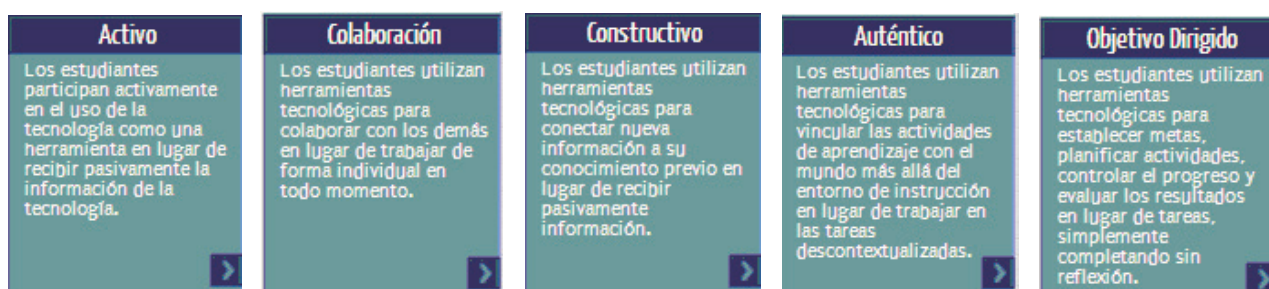 Activo
Los estudiantes
participan activamente
en el uso de la
tecnología como una
herramienta en lugar de
recibir pasivamente la
información de la
tecnología.
Colaboración
Los estudiantes utilizan
herramientas
tecnológicas para
colaborar con los demás
en lugar de trabajar de
forma individual en
todo momento.
Constructivo
Los estudiantes utilizan
herramientas
tecnológicas para
conectar nueva
información a su
conocimiento previo en
lugar de recibir
pasivamente
información.
Auténtico
Los estudiantes utilizan
herramientas
tecnológicas para
vincular las actividades
de aprendizaje con el
mundo más allá del
entorno de instrucción
en lugar de trabajar en
las tareas
descontextualizadas.
Objetivo Dirigido
Los estudiantes utilizan
herramientas
tecnológicas para
establecer metas,
planificar actividades,
controlar el progreso y
evaluar los resultados
en lugar de tareas,
simplemente
completando sin
reflexión.